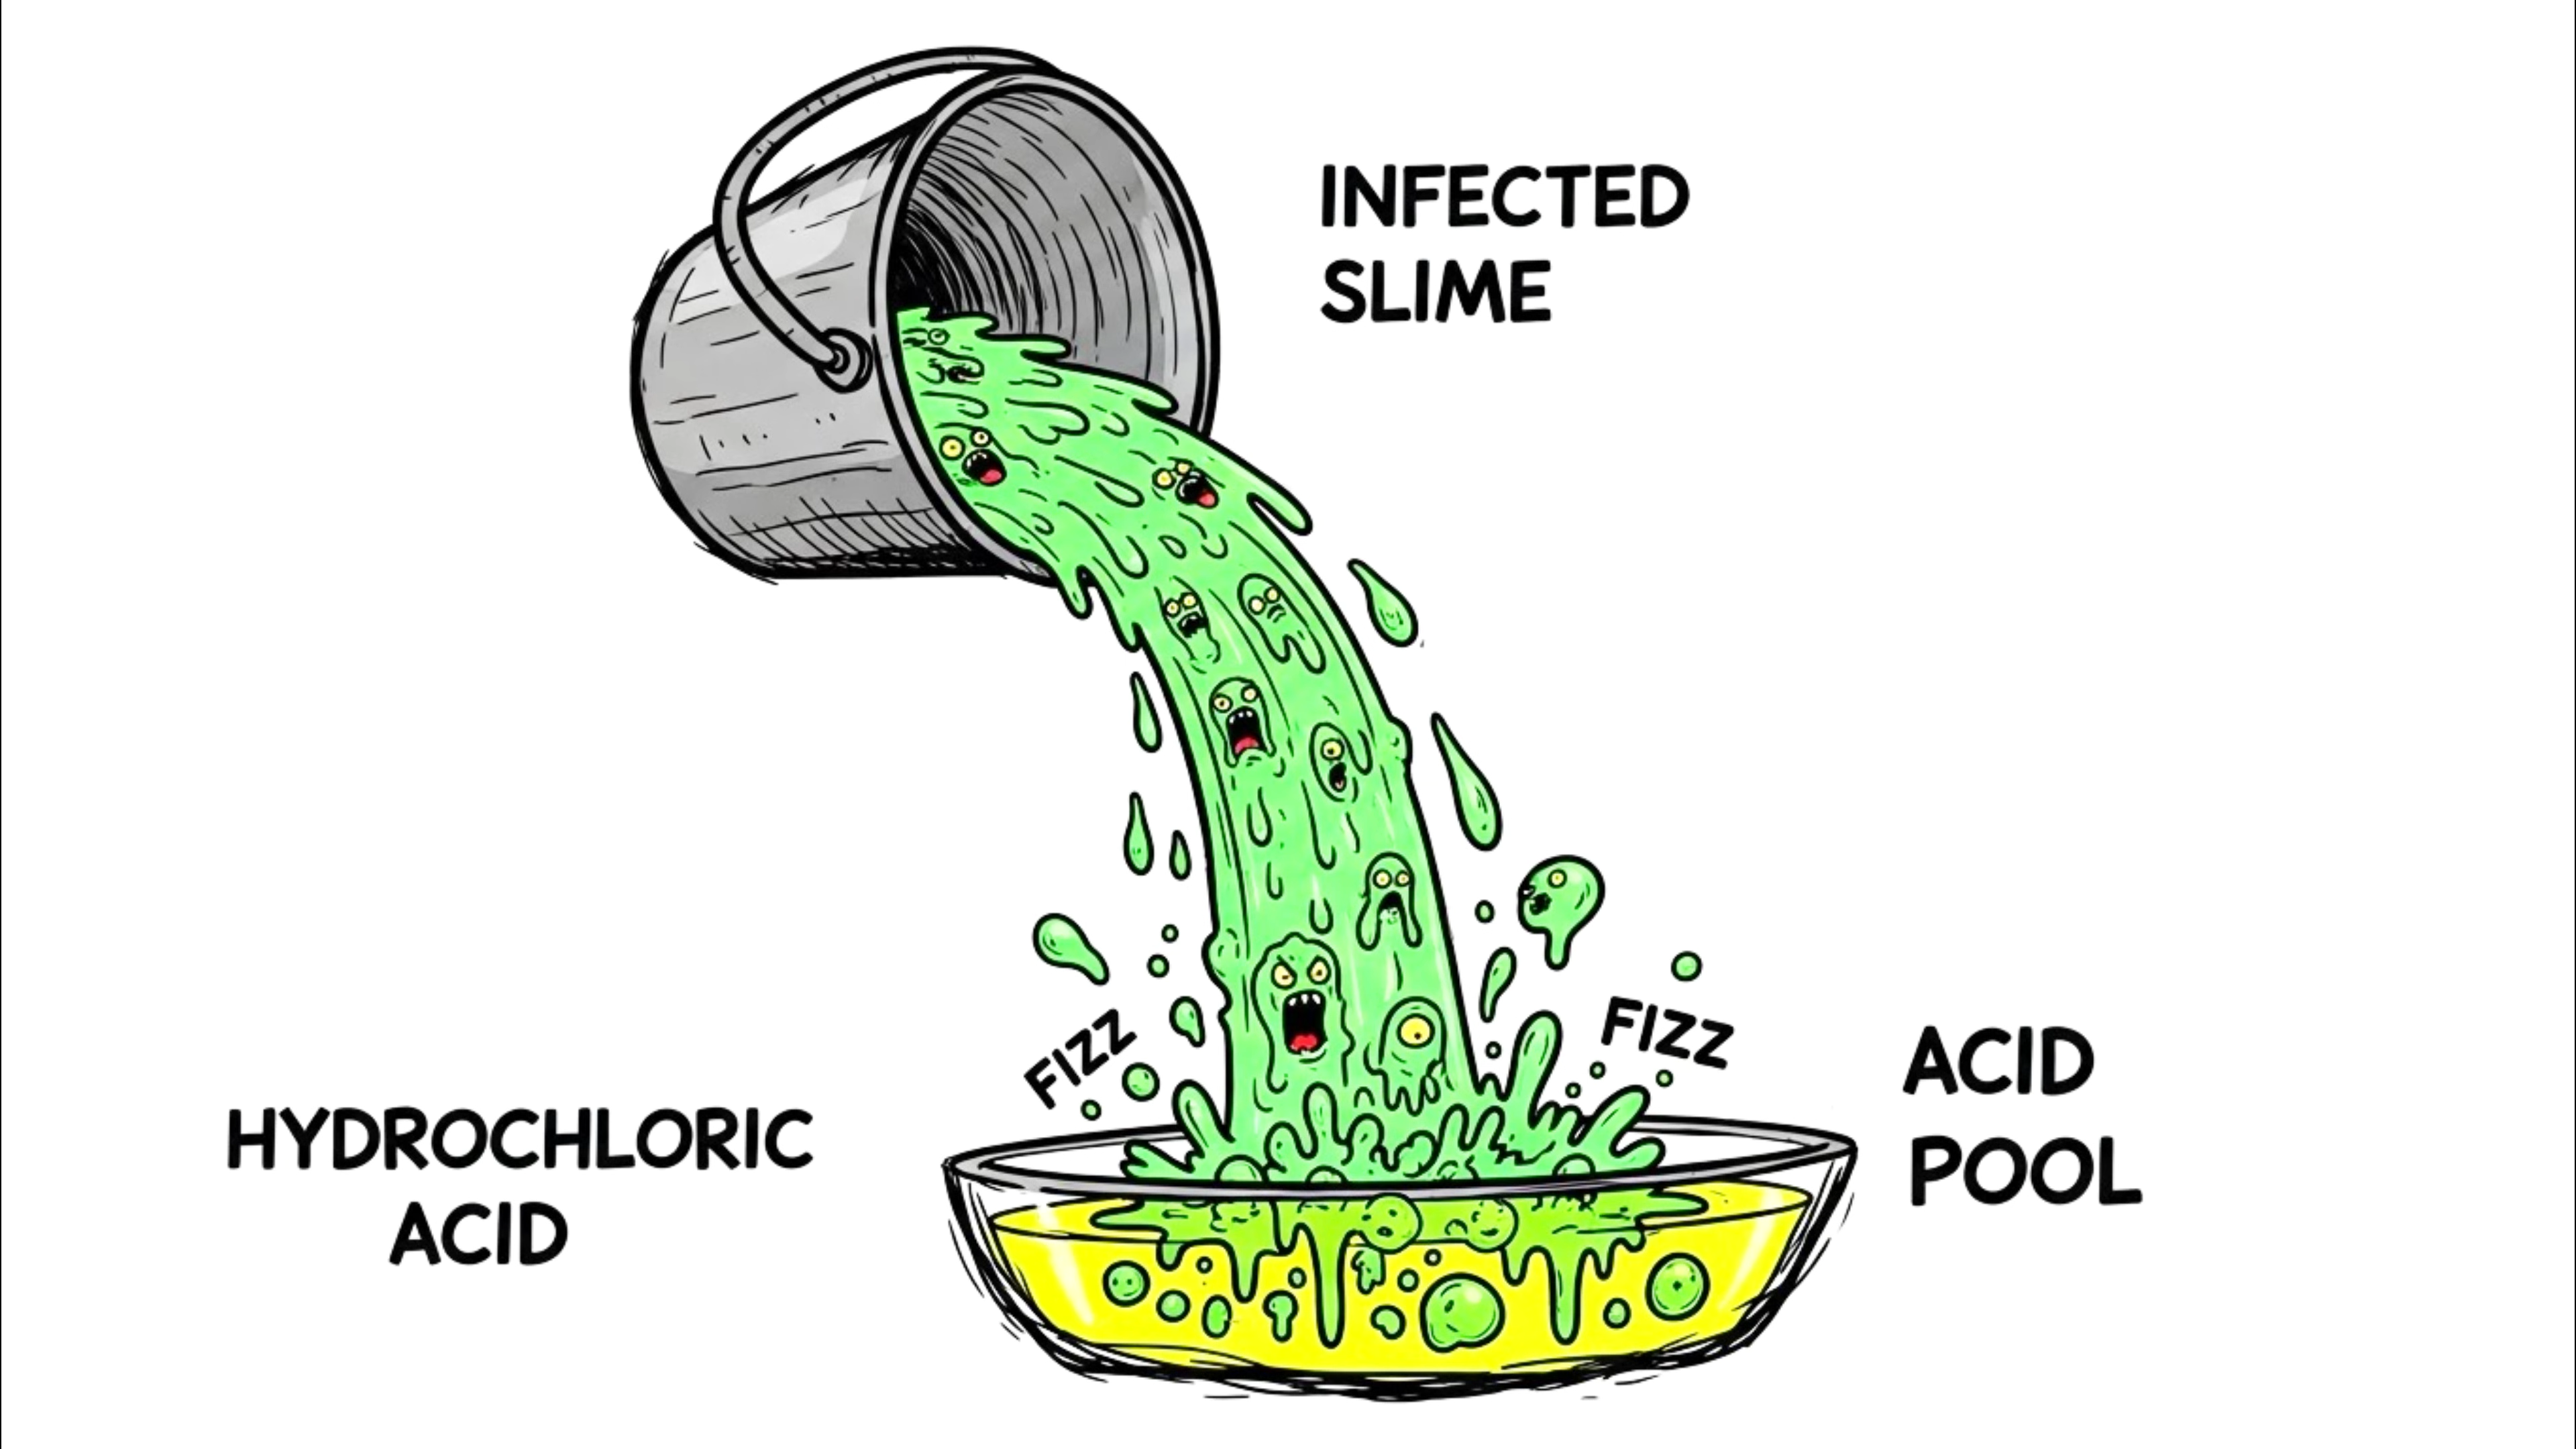 INFECTED
SLIME
FIZZ
FIZZ
HYDROCHLORIC
ACID
ACID
POOL